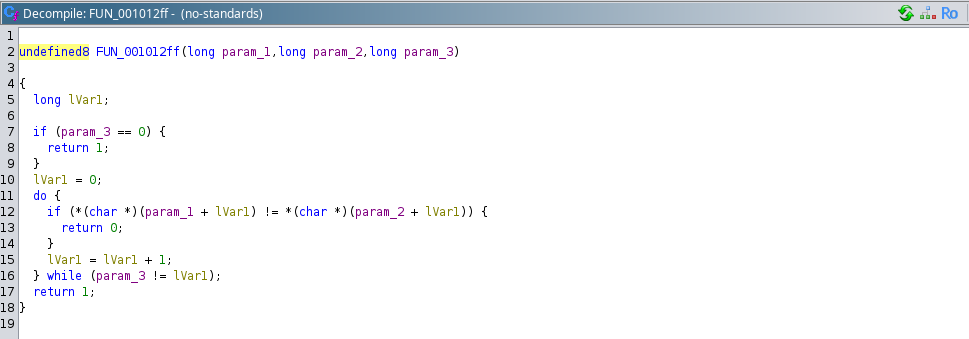 Decompile: FUN_001012ff - (no-standards)
Ro
1
2 undefined8 FUN_001012ff(long param_1,long param_2,long param_3)
3
4 {
5   long lVar1;
6
7   if (param_3 == 0) {
8     return 1;
9   }
10   lVar1 = 0;
11   do {
12     if (*(char *)(param_1 + lVar1) != *(char *)(param_2 + lVar1)) {
13       return 0;
14     }
15     lVar1 = lVar1 + 1;
16   } while (param_3 != lVar1);
17   return 1;
18 }
19